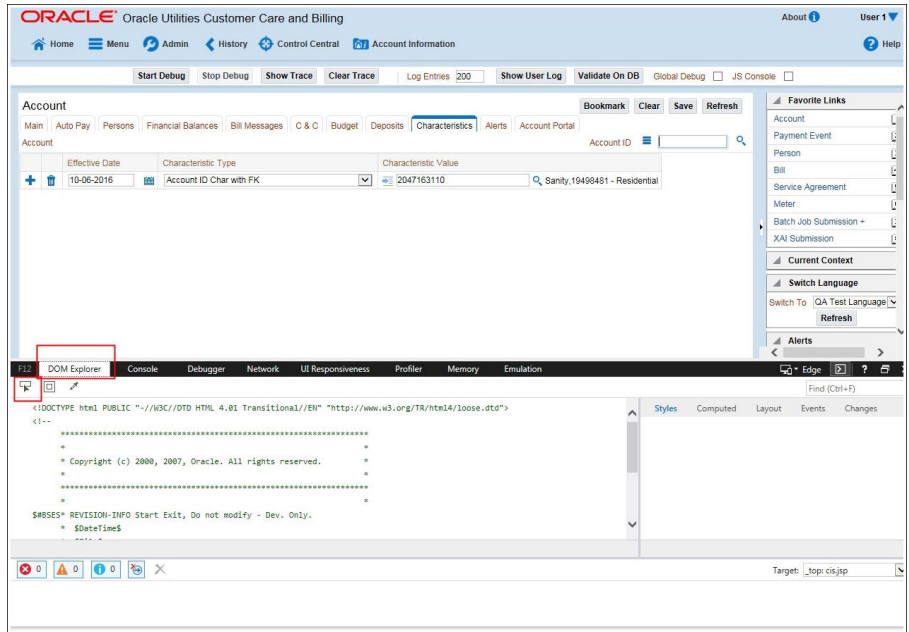 ORACLE® Oracle Utilities Customer Care and Billing
About User 1
Home Menu Admin History Control Central Account Information Help
Start Debug Stop Debug Show Trace Clear Trace Log Entries 200 Show User Log Validate On DB Global Debug JS Console
Account Bookmark Clear Save Refresh
Main Auto Pay Persons Financial Balances Bill Messages C & C Budget Deposits Characteristics Alerts Account Portal
Account Account ID
Effective Date Characteristic Type Characteristic Value
10-06-2016 Account ID Char with FK 2047163110 Sanity,19498481 - Residential
Favorite Links
Account
Payment Event
Person
Bill
Service Agreement
Meter
Batch Job Submission +
XAI Submission
Current Context
Switch Language
Switch To QA Test Language
Refresh
Alerts
F12 DOM Explorer Console Debugger Network UI Responsiveness Profiler Memory Emulation Edge ?
Find (Ctrl+F)
Styles Computed Layout Events Changes
<!DOCTYPE html PUBLIC "-//W3C//DTD HTML 4.01 Transitional//EN" "http://www.w3.org/TR/html4/loose.dtd">
<!--
******************************************************************
* *
* Copyright (c) 2000, 2007, Oracle. All rights reserved. *
* *
******************************************************************
* *
$#BSES* REVISION-INFO Start Exit, Do not modify - Dev. Only.
* $DateTime$
0 0 0
Target: _top: cis.jsp